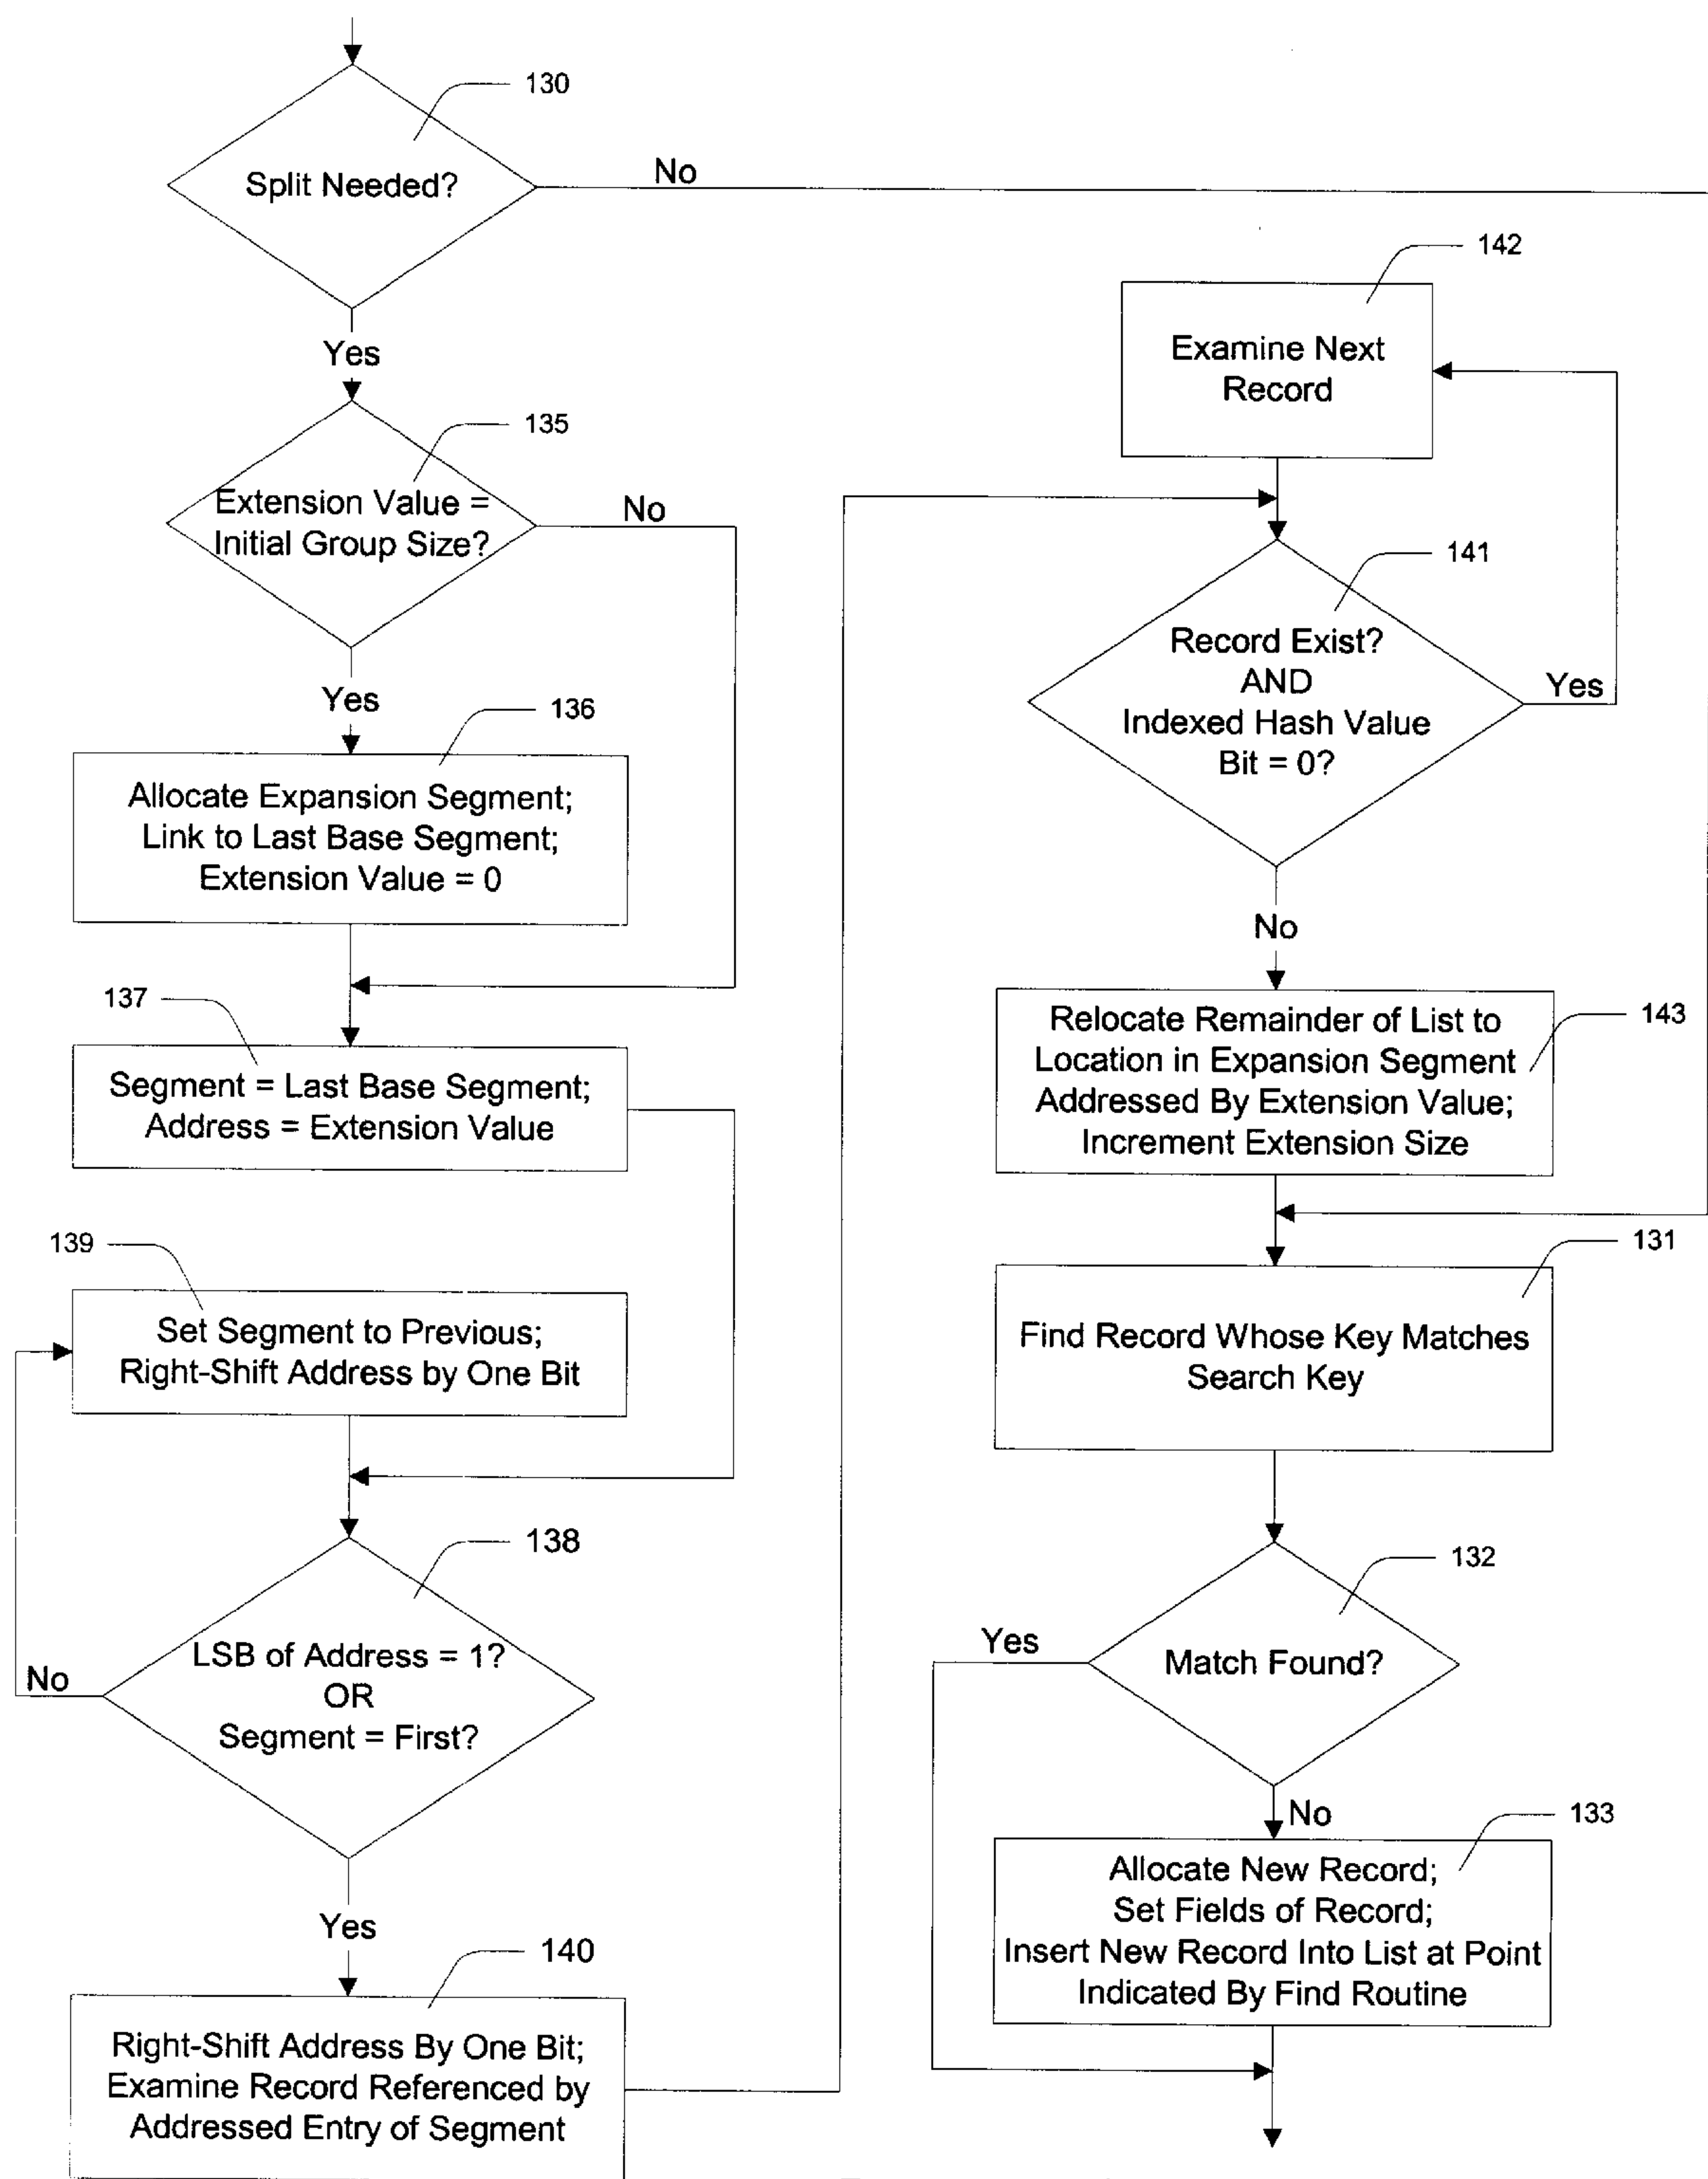 130
Split Needed?
No
Yes
135
Extension Value =
Initial Group Size?
No
Yes
136
Allocate Expansion Segment;
Link to Last Base Segment;
Extension Value = 0
137
Segment = Last Base Segment;
Address = Extension Value
139
Set Segment to Previous;
Right-Shift Address by One Bit
138
LSB of Address = 1?
OR
Segment = First?
No
Yes
140
Right-Shift Address By One Bit;
Examine Record Referenced by
Addressed Entry of Segment
142
Examine Next
Record
141
Record Exist?
AND
Indexed Hash Value
Bit = 0?
Yes
No
143
Relocate Remainder of List to
Location in Expansion Segment
Addressed By Extension Value;
Increment Extension Size
131
Find Record Whose Key Matches
Search Key
132
Match Found?
Yes
No
133
Allocate New Record;
Set Fields of Record;
Insert New Record Into List at Point
Indicated By Find Routine